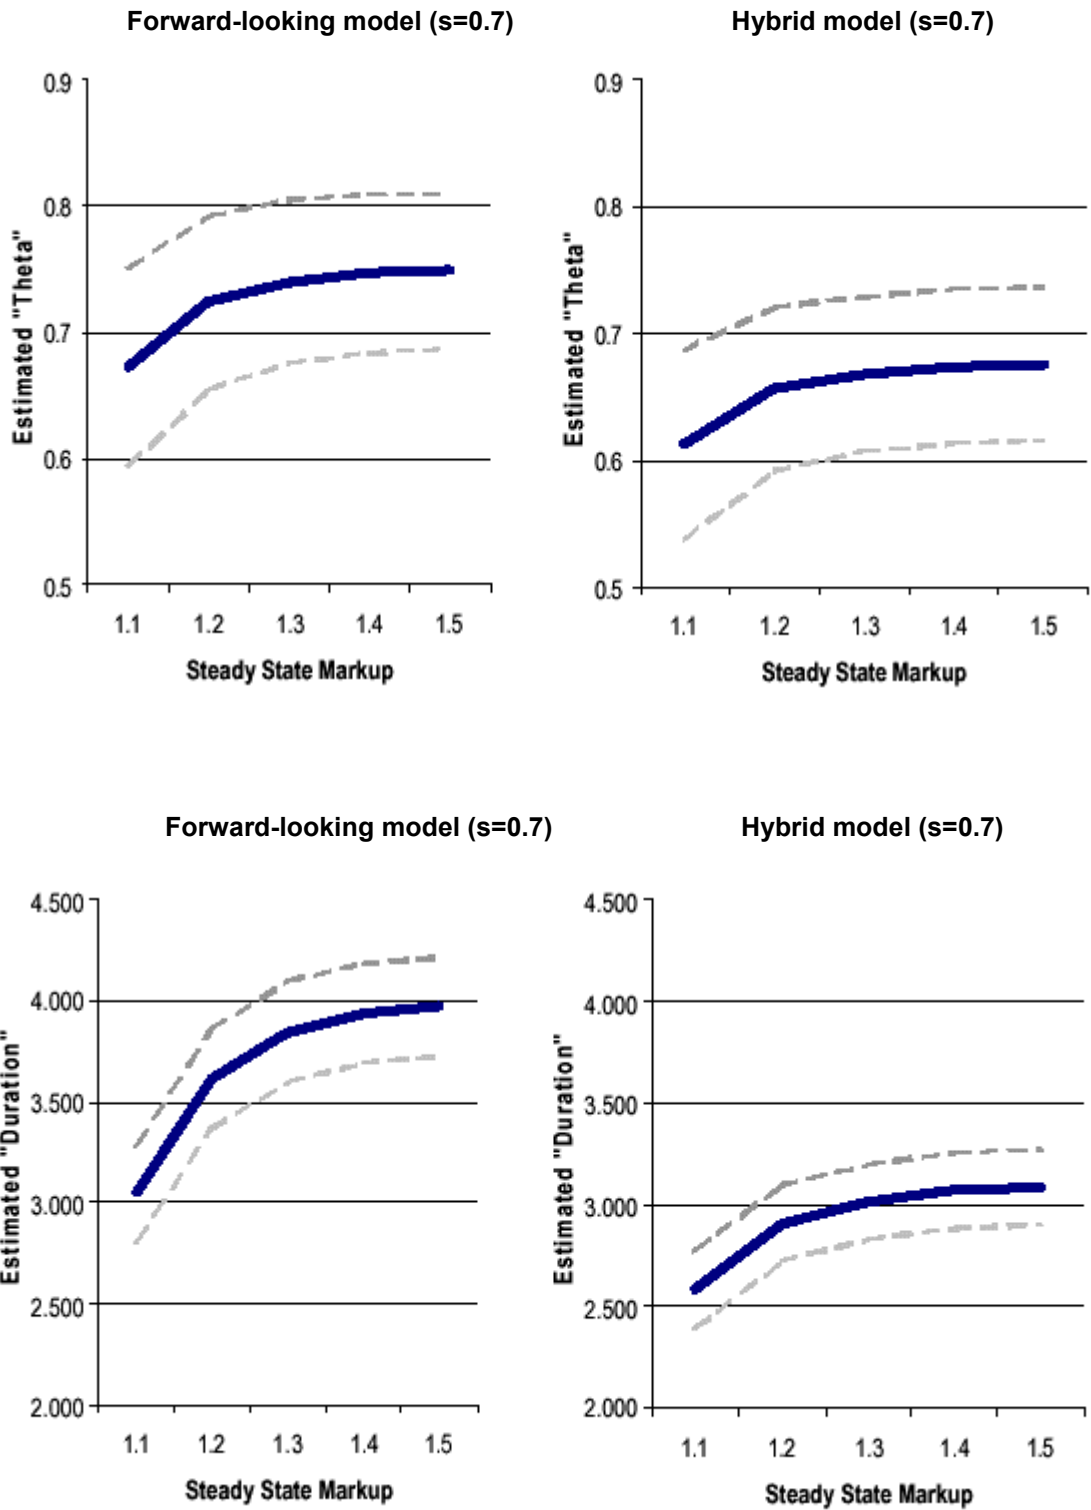 Forward-looking model (s=0.7)
0.9
0.8
0.7
0.6
0.5
Estimated "Theta"
1.1 1.2 1.3 1.4 1.5
Steady State Markup
Hybrid model (s=0.7)
0.9
0.8
0.7
0.6
0.5
Estimated "Theta"
1.1 1.2 1.3 1.4 1.5
Steady State Markup
Forward-looking model (s=0.7)
4.500
4.000
3.500
3.000
2.500
2.000
Estimated "Duration"
1.1 1.2 1.3 1.4 1.5
Steady State Markup
Hybrid model (s=0.7)
4.500
4.000
3.500
3.000
2.500
2.000
Estimated "Duration"
1.1 1.2 1.3 1.4 1.5
Steady State Markup